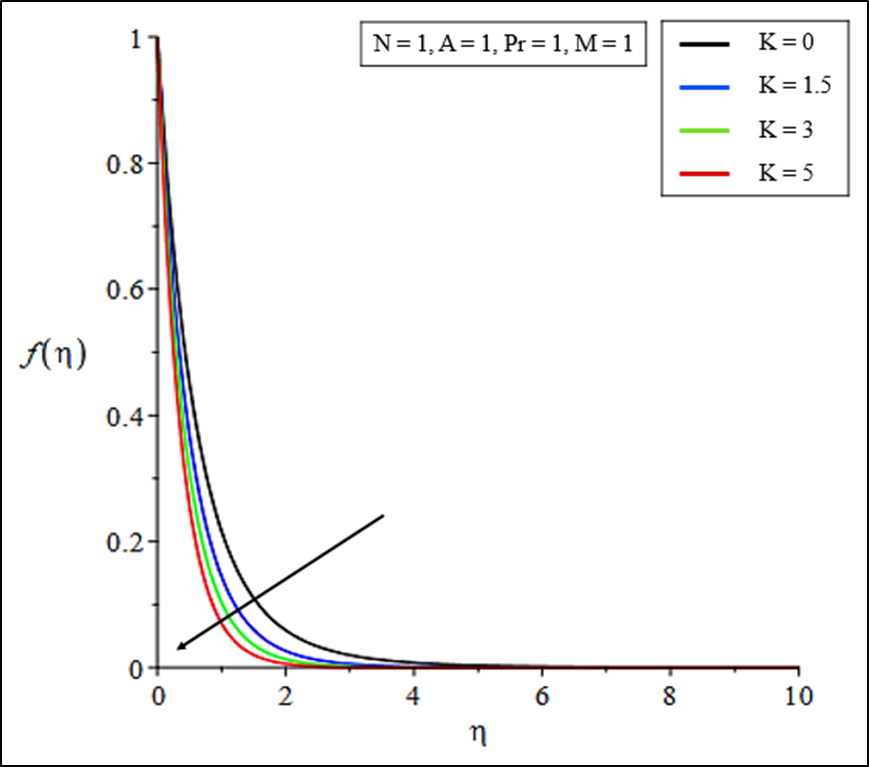 N = 1, A = 1, Pr = 1, M = 1
K = 0
K = 1.5
K = 3
K = 5
1
0.8
0.6
f(η)
0.4
0.2
0
0 2 4 6 8 10
η